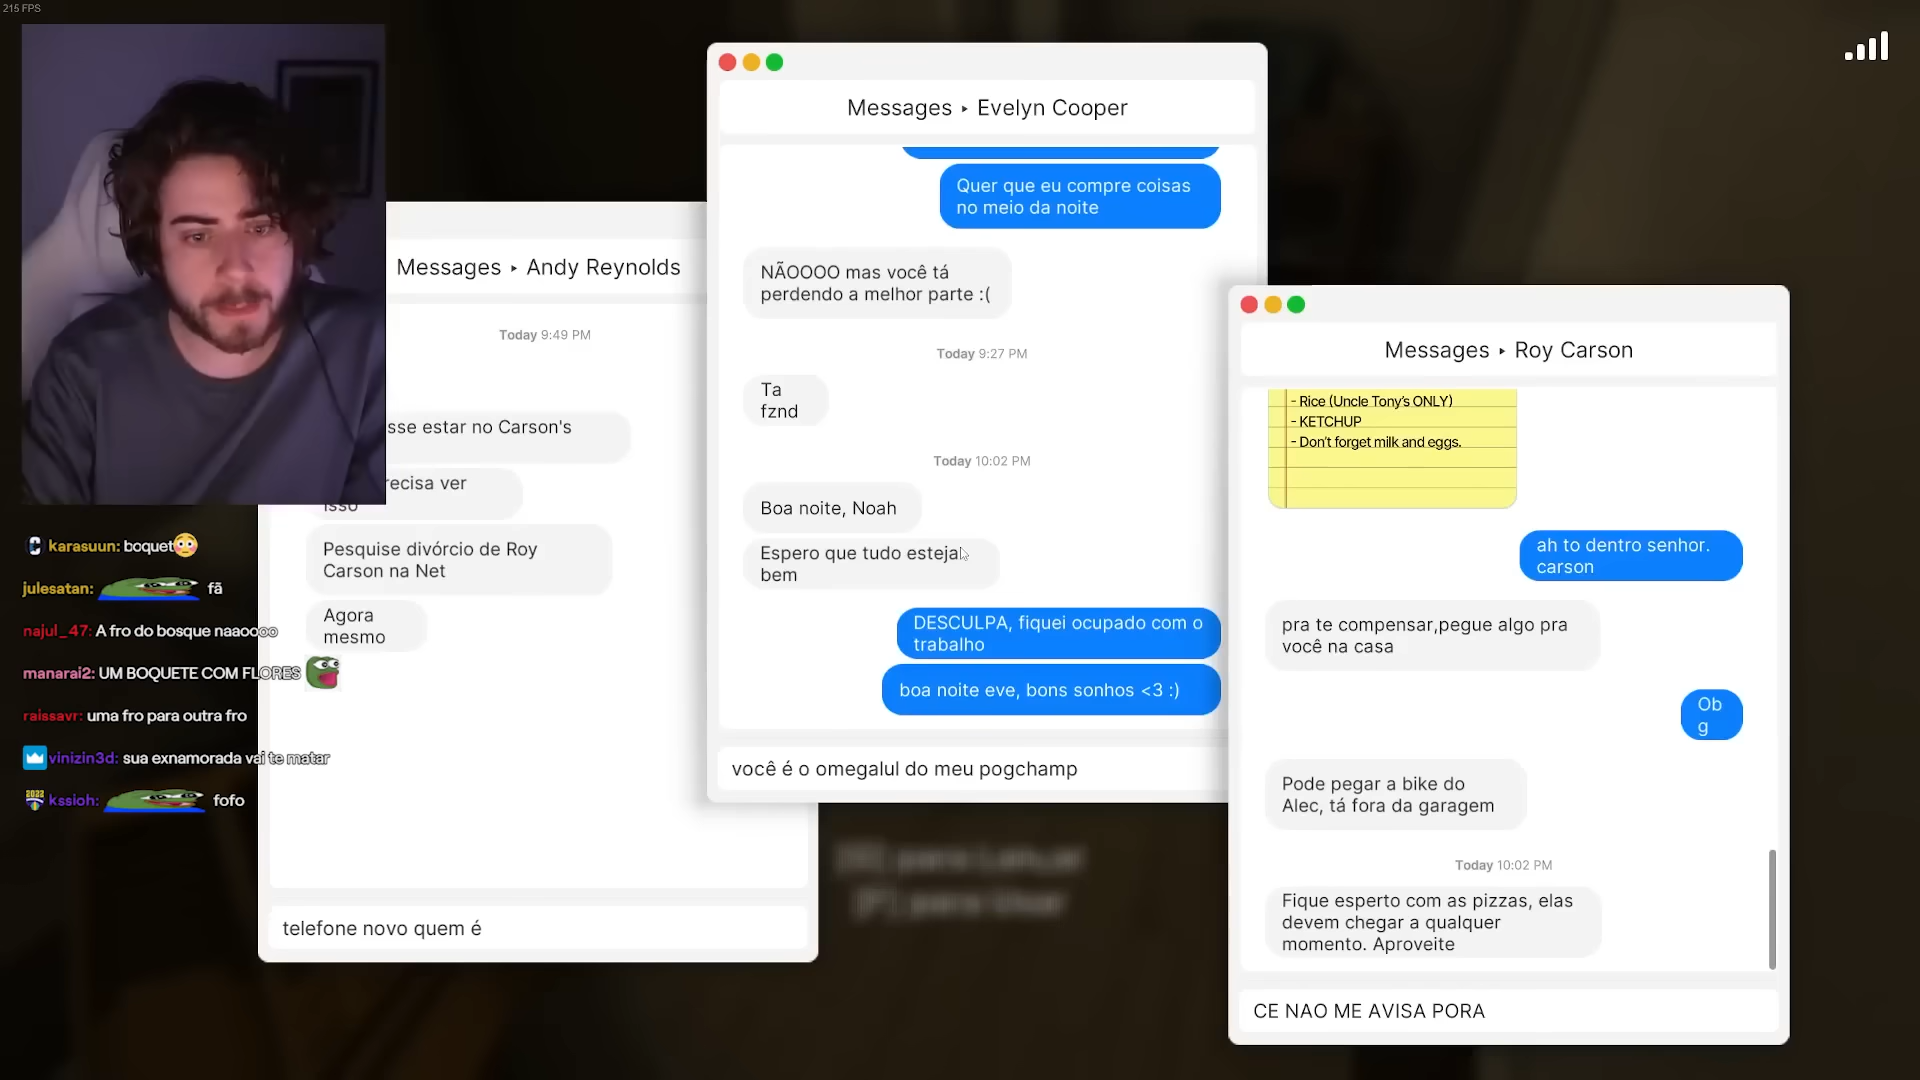 215 FPS
Messages ▸ Evelyn Cooper
Quer que eu compre coisas
no meio da noite
NÃOOOO mas você tá
perdendo a melhor parte :(
Today 9:27 PM
Ta
fznd
Today 10:02 PM
Boa noite, Noah
Espero que tudo esteja
bem
DESCULPA, fiquei ocupado com o
trabalho
boa noite eve, bons sonhos <3 :)
você é o omegalul do meu pogchamp
Messages ▸ Andy Reynolds
Today 9:49 PM
sse estar no Carson's
recisa ver
isso
Pesquise divórcio de Roy
Carson na Net
Agora
mesmo
telefone novo quem é
Messages ▸ Roy Carson
- Rice (Uncle Tony's ONLY)
- KETCHUP
- Don't forget milk and eggs.
ah to dentro senhor.
carson
pra te compensar,pegue algo pra
você na casa
Ob
g
Pode pegar a bike do
Alec, tá fora da garagem
Today 10:02 PM
Fique esperto com as pizzas, elas
devem chegar a qualquer
momento. Aproveite
CE NAO ME AVISA PORA
karasuun: boquet
julesatan: fã
najul_47: A fro do bosque naaoooo
manarai2: UM BOQUETE COM FLORES
raissavr: uma fro para outra fro
vinizin3d: sua exnamorada vai te matar
2022
kssioh: fofo